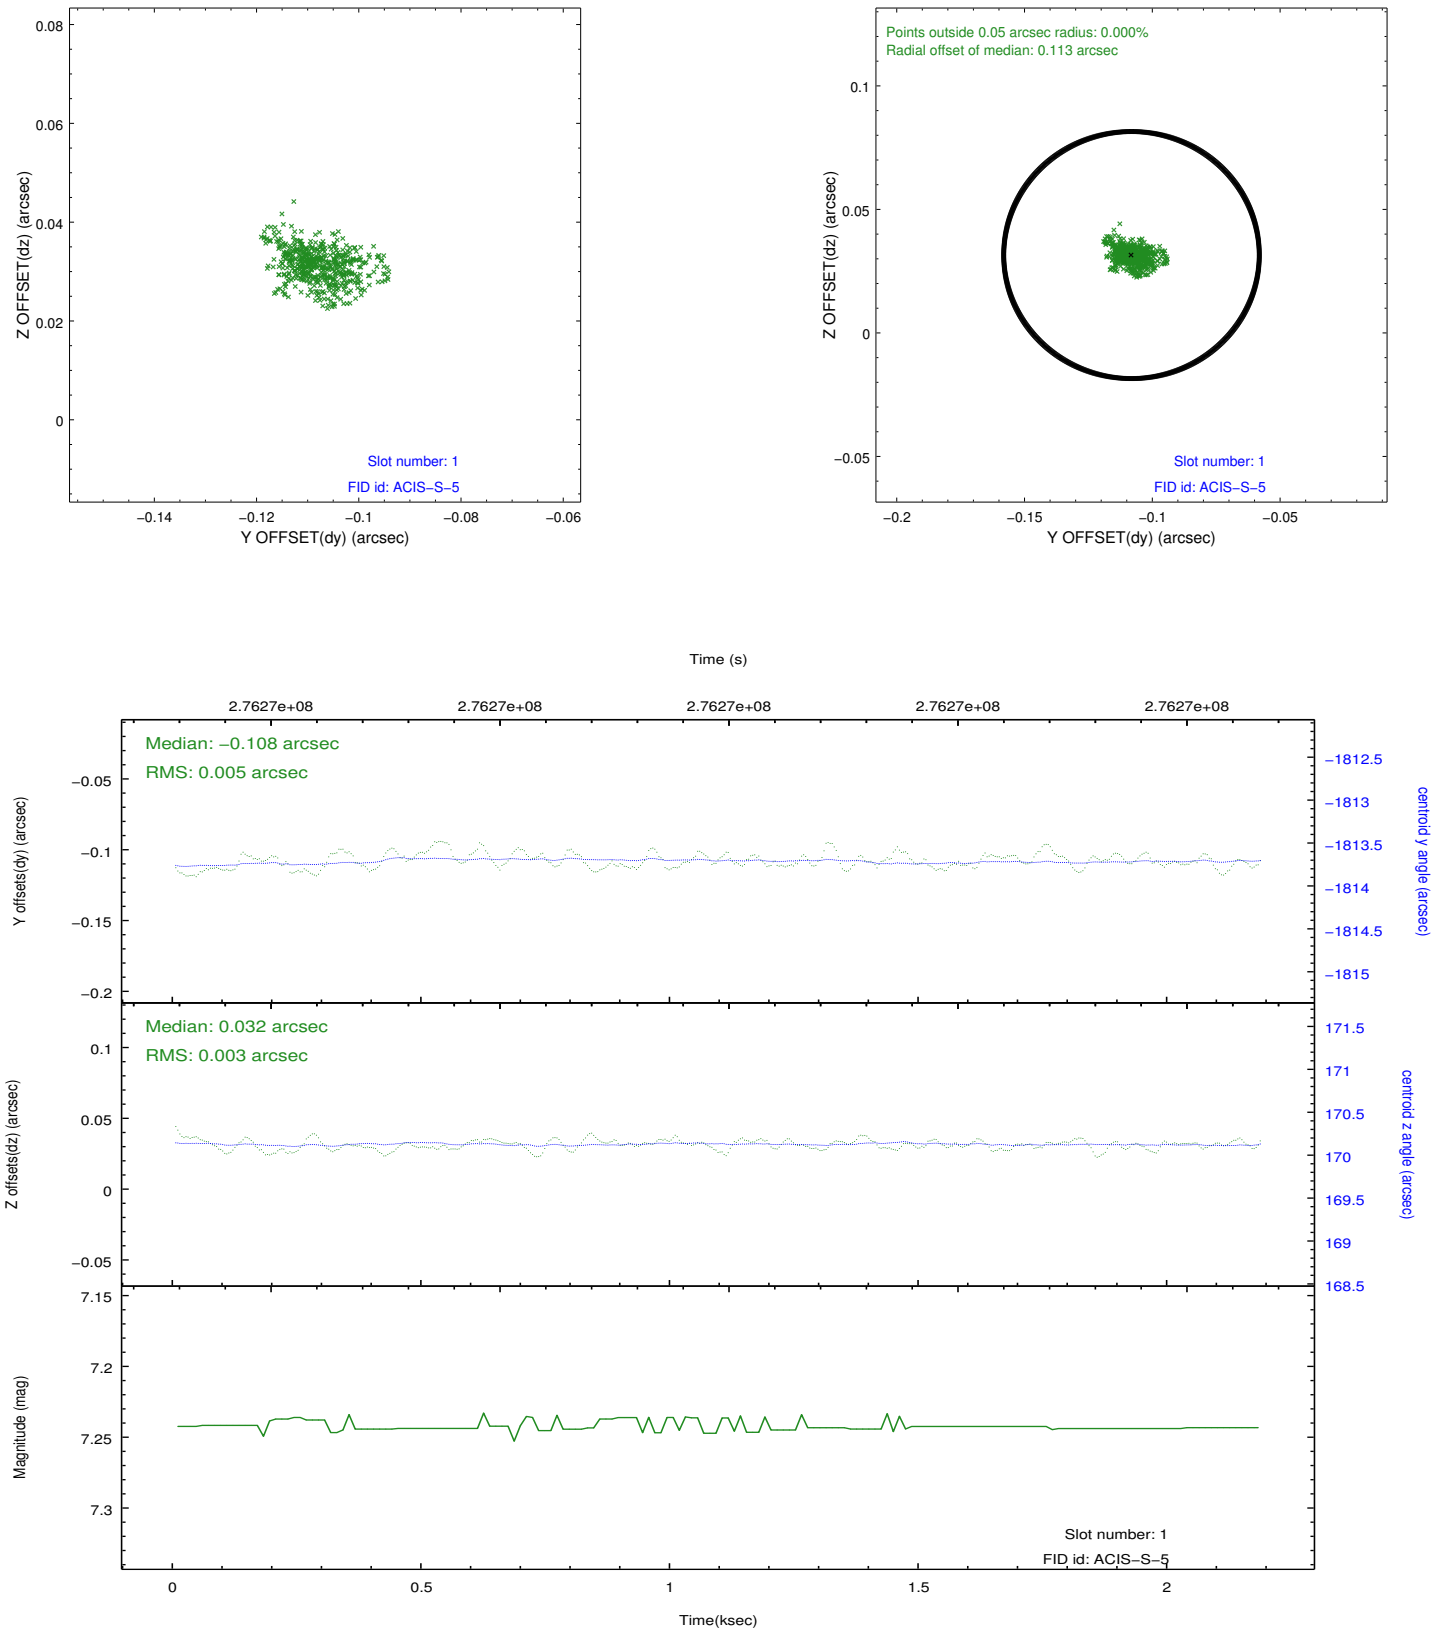 0.08
0.06
0.04
0.02
0
Z OFFSET(dz) (arcsec)
Slot number: 1
FID id: ACIS−S−5
−0.14
−0.12
−0.1
−0.08
−0.06
Y OFFSET(dy) (arcsec)
Points outside 0.05 arcsec radius: 0.000%
Radial offset of median: 0.113 arcsec
0.1
0.05
0
−0.05
Z OFFSET(dz) (arcsec)
Slot number: 1
FID id: ACIS−S−5
−0.2
−0.15
−0.1
−0.05
Y OFFSET(dy) (arcsec)
Time (s)
2.7627e+08
2.7627e+08
2.7627e+08
2.7627e+08
2.7627e+08
Median: −0.108 arcsec
RMS: 0.005 arcsec
−0.05
−0.1
−0.15
−0.2
Y offsets(dy) (arcsec)
−1812.5
−1813
−1813.5
−1814
−1814.5
−1815
centroid y angle (arcsec)
Median: 0.032 arcsec
RMS: 0.003 arcsec
0.1
0.05
0
−0.05
Z offsets(dz) (arcsec)
171.5
171
170.5
170
169.5
169
168.5
centroid z angle (arcsec)
7.15
7.2
7.25
7.3
Magnitude (mag)
Slot number: 1
FID id: ACIS−S−5
0
0.5
1
1.5
2
Time(ksec)